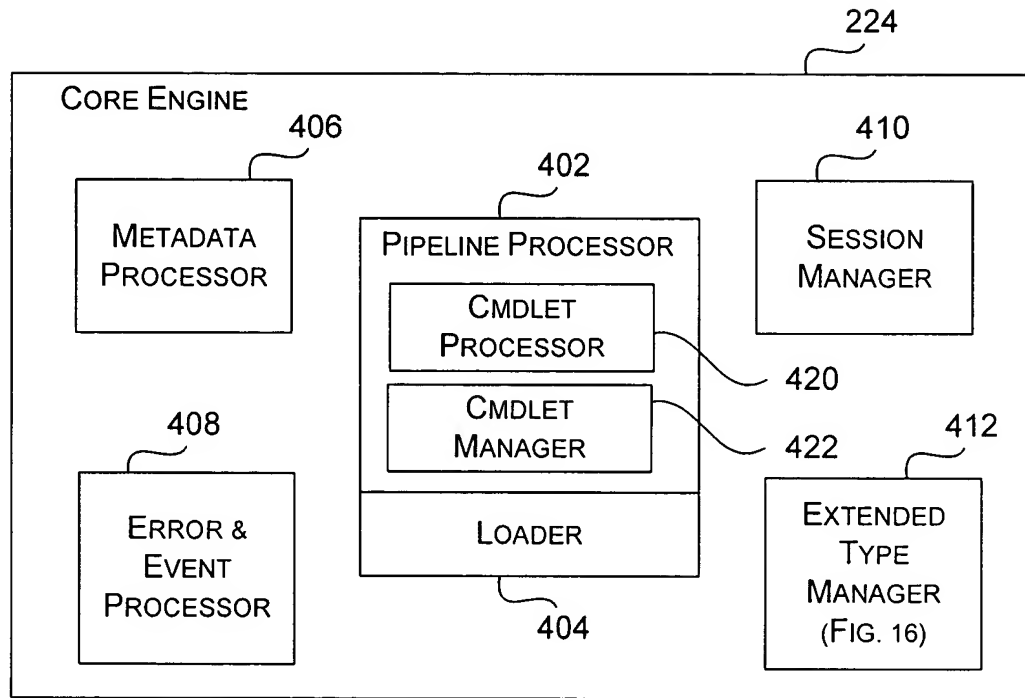 224
CORE ENGINE
406
METADATA
PROCESSOR
402
PIPELINE PROCESSOR
CMDLET
PROCESSOR
420
CMDLET
MANAGER
422
LOADER
404
410
SESSION
MANAGER
408
ERROR &
EVENT
PROCESSOR
412
EXTENDED
TYPE
MANAGER
(FIG. 16)